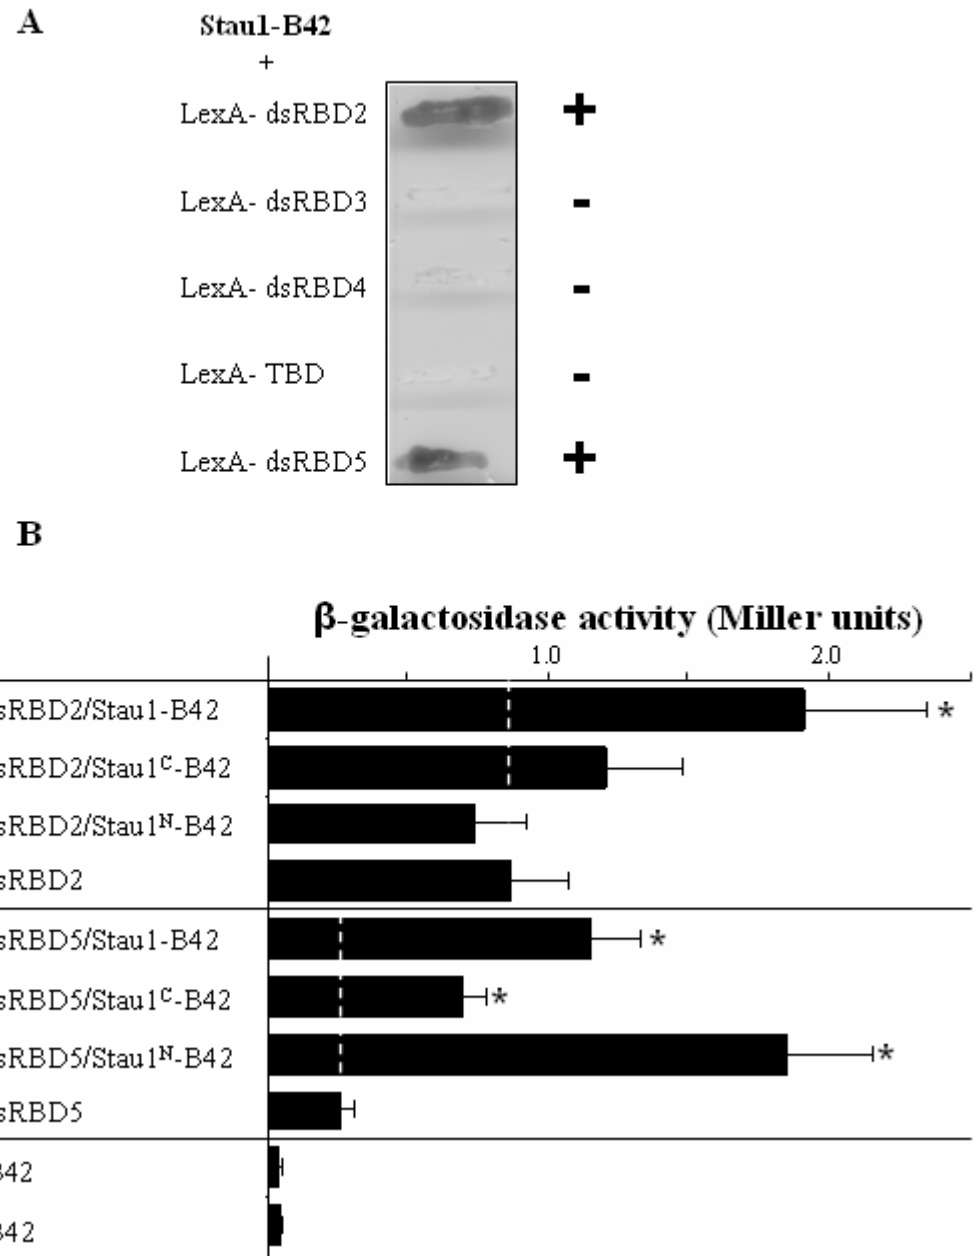 A
Stau1-B42
+
LexA- dsRBD2 +
LexA- dsRBD3 -
LexA- dsRBD4 -
LexA- TBD -
LexA- dsRBD5 +
B
β-galactosidase activity (Miller units)
1.0 2.0
sRBD2/Stau1-B42 *
sRBD2/Stau1ᶜ-B42
sRBD2/Stau1ᴺ-B42
sRBD2
sRBD5/Stau1-B42 *
sRBD5/Stau1ᶜ-B42 *
sRBD5/Stau1ᴺ-B42 *
sRBD5
B42
B42